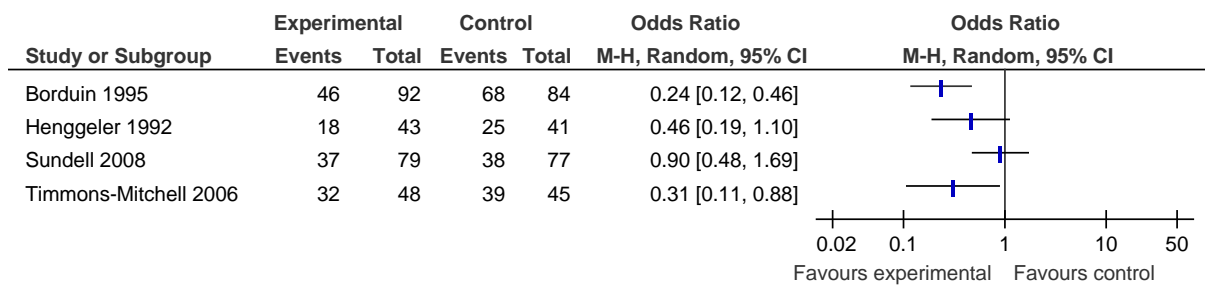 Experimental Control Odds Ratio Odds Ratio
Study or Subgroup Events Total Events Total M-H, Random, 95% CI M-H, Random, 95% CI
Borduin 1995 46 92 68 84 0.24 [0.12, 0.46]
Henggeler 1992 18 43 25 41 0.46 [0.19, 1.10]
Sundell 2008 37 79 38 77 0.90 [0.48, 1.69]
Timmons-Mitchell 2006 32 48 39 45 0.31 [0.11, 0.88]
0.02 0.1 1 10 50
Favours experimental Favours control